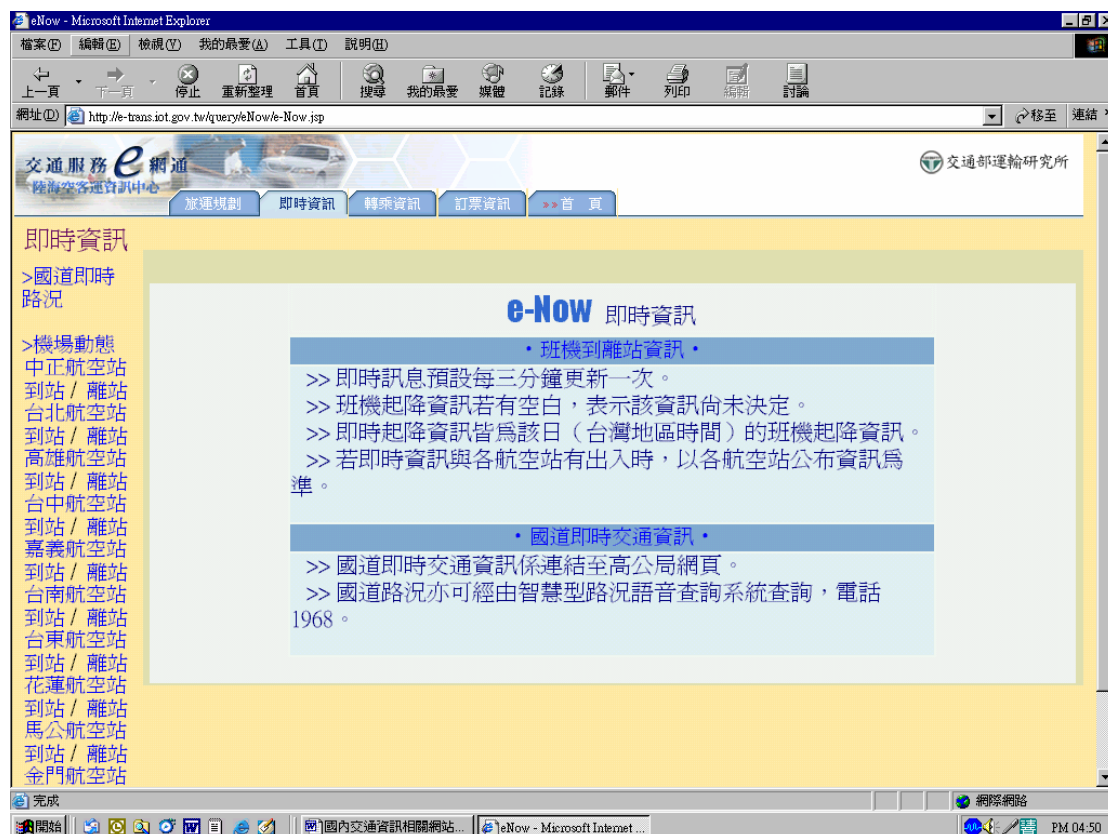 eNow - Microsoft Internet Explorer
檔案(F) 編輯(E) 檢視(V) 我的最愛(A) 工具(T) 說明(H)
上一頁 下一頁 停止 重新整理 首頁 搜尋 我的最愛 媒體 記錄 郵件 列印 編輯 討論
網址(D) http://e-trans.iot.gov.tw/query/eNow/e-Now.jsp 移至 連結
交通服務e網通
陸海空客運資訊中心
交通部運輸研究所
旅運規劃 即時資訊 轉乘資訊 訂票資訊 »首 頁
即時資訊
>國道即時
路況
>機場動態
中正航空站
到站 / 離站
台北航空站
到站 / 離站
高雄航空站
到站 / 離站
台中航空站
到站 / 離站
嘉義航空站
到站 / 離站
台南航空站
到站 / 離站
台東航空站
到站 / 離站
花蓮航空站
到站 / 離站
馬公航空站
到站 / 離站
金門航空站
e-Now 即時資訊
‧班機到離站資訊‧
>> 即時訊息預設每三分鐘更新一次。
>> 班機起降資訊若有空白，表示該資訊尚未決定。
>> 即時起降資訊皆為該日（台灣地區時間）的班機起降資訊。
>> 若即時資訊與各航空站有出入時，以各航空站公布資訊為
準。
‧國道即時交通資訊‧
>> 國道即時交通資訊係連結至高公局網頁。
>> 國道路況亦可經由智慧型路況語音查詢系統查詢，電話
1968。
完成 網際網路
開始 國內交通資訊相關網站... eNow - Microsoft Internet ... PM 04:50